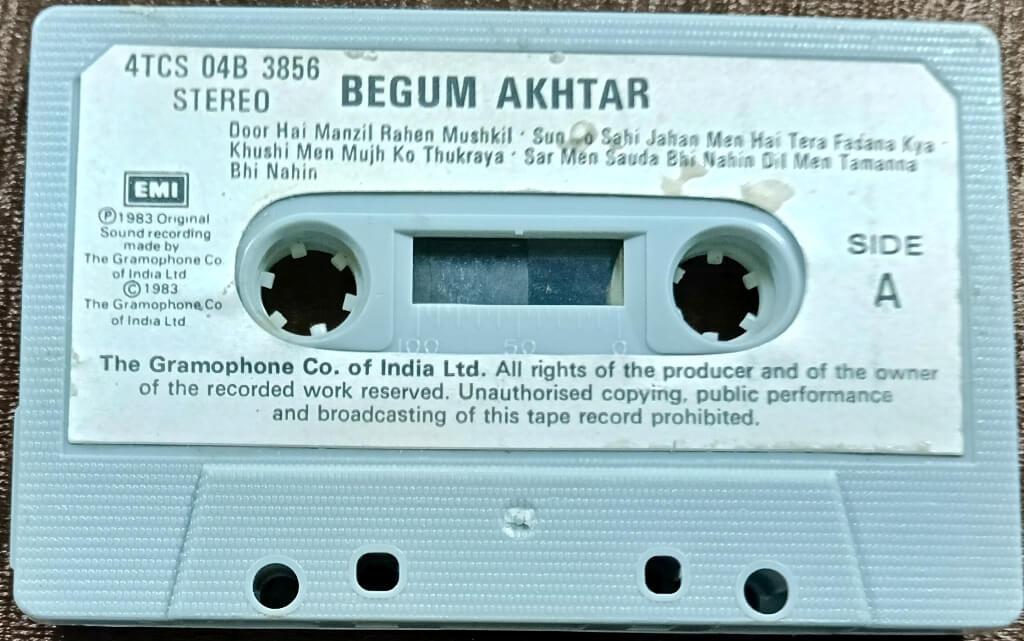 4TCS 04B 3856
STEREO
BEGUM AKHTAR
Door Hai Manzil Rahen Mushkil · Sun Sahi Jahan Men Hai Tera Fasana Kya ·
Khushi Men Mujh Ko Thukraya · Sar Men Sauda Bhi Nahin Dil Men Tamanna
Bhi Nahin
EMI
℗1983 Original
Sound recording
made by
The Gramophone Co.
of India Ltd
©1983
The Gramophone Co
of India Ltd
SIDE
A
100 50 0
The Gramophone Co. of India Ltd. All rights of the producer and of the owner
of the recorded work reserved. Unauthorised copying, public performance
and broadcasting of this tape record prohibited.